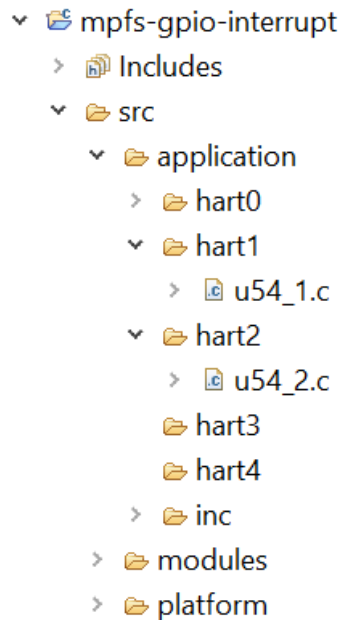 mpfs-gpio-interrupt
Includes
src
application
hart0
hart1
u54_1.c
hart2
u54_2.c
hart3
hart4
inc
modules
platform